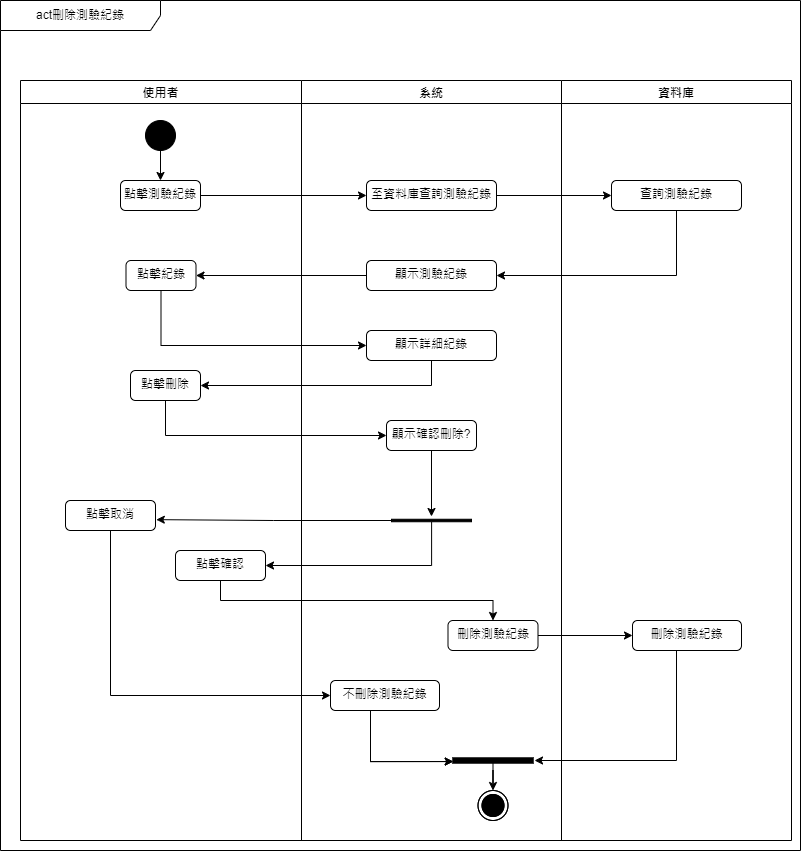 act刪除測驗紀錄
使用者
系統
資料庫
點擊測驗紀錄
至資料庫查詢測驗紀錄
查詢測驗紀錄
點擊紀錄
顯示測驗紀錄
顯示詳細紀錄
點擊刪除
顯示確認刪除?
點擊取消
點擊確認
刪除測驗紀錄
刪除測驗紀錄
不刪除測驗紀錄